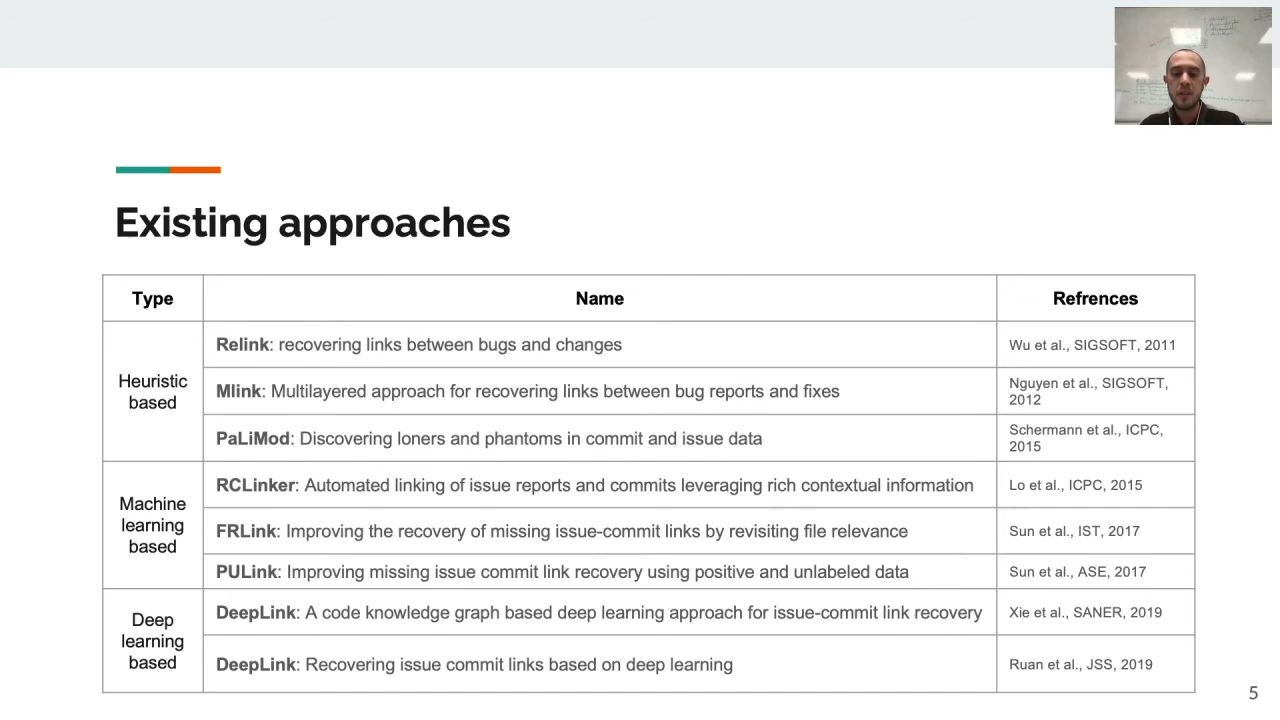 Existing approaches
Type
Name
Refrences
Heuristic
based
Relink: recovering links between bugs and changes
Wu et al., SIGSOFT, 2011
Mlink: Multilayered approach for recovering links between bug reports and fixes
Nguyen et al., SIGSOFT,
2012
PaLiMod: Discovering loners and phantoms in commit and issue data
Schermann et al., ICPC,
2015
Machine
learning
based
RCLinker: Automated linking of issue reports and commits leveraging rich contextual information
Lo et al., ICPC, 2015
FRLink: Improving the recovery of missing issue-commit links by revisiting file relevance
Sun et al., IST, 2017
PULink: Improving missing issue commit link recovery using positive and unlabeled data
Sun et al., ASE, 2017
Deep
learning
based
DeepLink: A code knowledge graph based deep learning approach for issue-commit link recovery
Xie et al., SANER, 2019
DeepLink: Recovering issue commit links based on deep learning
Ruan et al., JSS, 2019
5